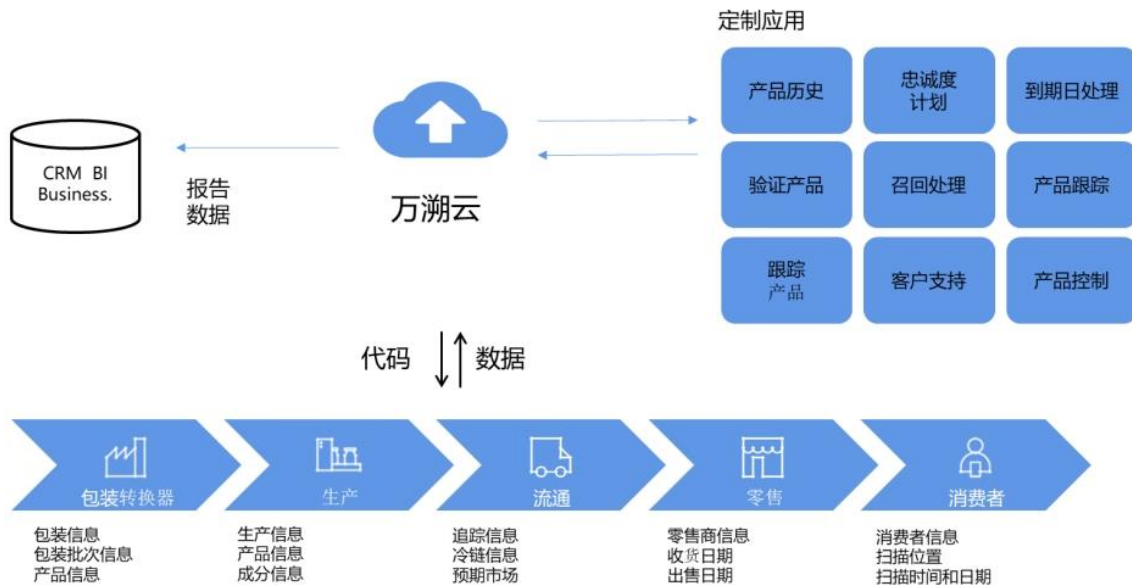 定制应用
产品历史
忠诚度
计划
到期日处理
CRM BI
Business.
报告
数据
万溯云
验证产品
召回处理
产品跟踪
跟踪
产品
客户支持
产品控制
代码
数据
包装转换器
生产
流通
零售
消费者
包装信息
包装批次信息
产品信息
生产信息
产品信息
成分信息
追踪信息
冷链信息
预期市场
零售商信息
收货日期
出售日期
消费者信息
扫描位置
扫描时间和日期